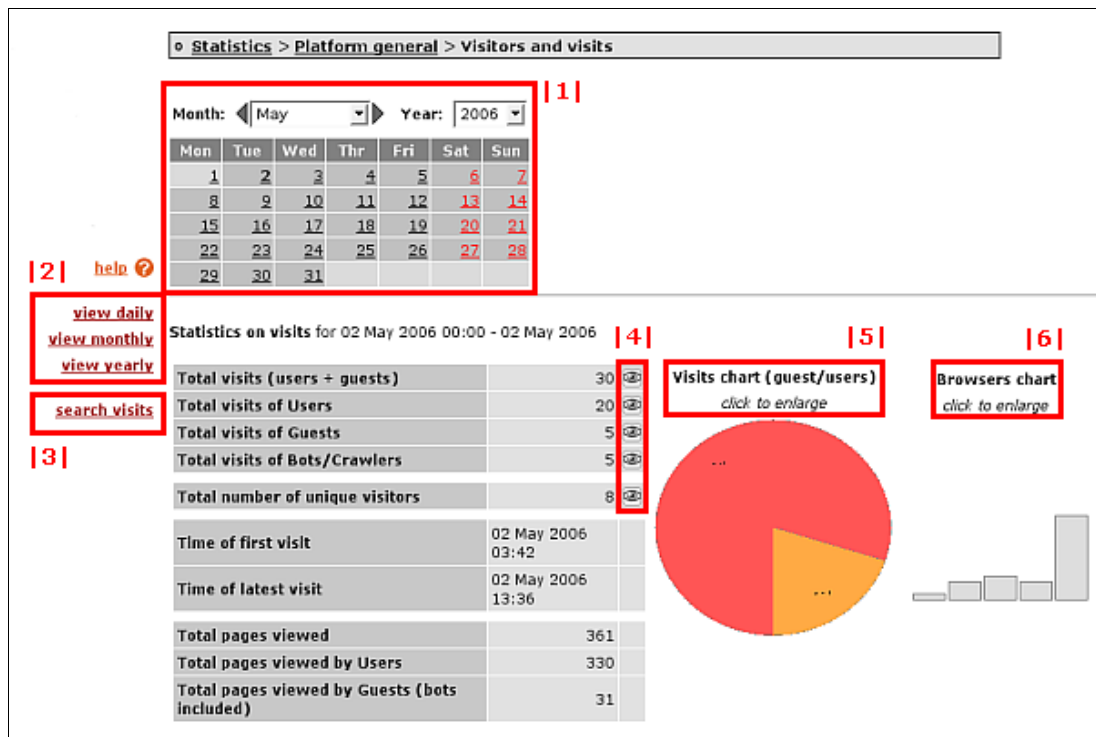 Statistics > Platform general > Visitors and visits
|1|
Month: May Year: 2006
Mon Tue Wed Thr Fri Sat Sun
1 2 3 4 5 6 7
8 9 10 11 12 13 14
15 16 17 18 19 20 21
22 23 24 25 26 27 28
29 30 31
|2| help ?
view daily
view monthly
view yearly
search visits
|3|
Statistics on visits for 02 May 2006 00:00 - 02 May 2006
|4|
Total visits (users + guests) 30
Total visits of Users 20
Total visits of Guests 5
Total visits of Bots/Crawlers 5
Total number of unique visitors 8
Time of first visit 02 May 2006
03:42
Time of latest visit 02 May 2006
13:36
Total pages viewed 361
Total pages viewed by Users 330
Total pages viewed by Guests (bots
included) 31
|5|
Visits chart (guest/users)
click to enlarge
|6|
Browsers chart
click to enlarge